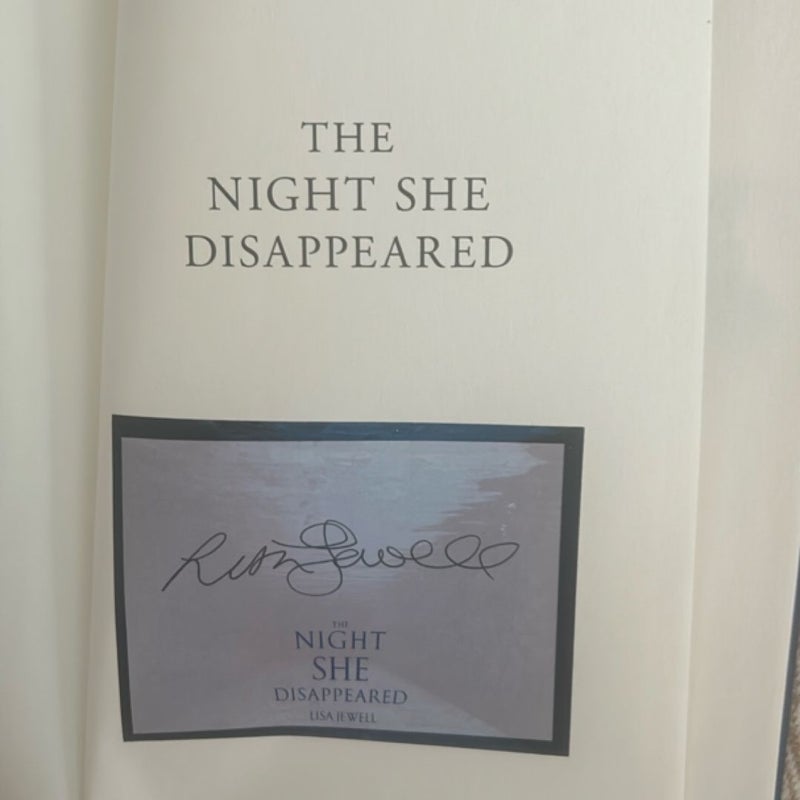 THE
NIGHT SHE
DISAPPEARED
Lisa Jewell
THE
NIGHT
SHE
DISAPPEARED
LISA JEWELL